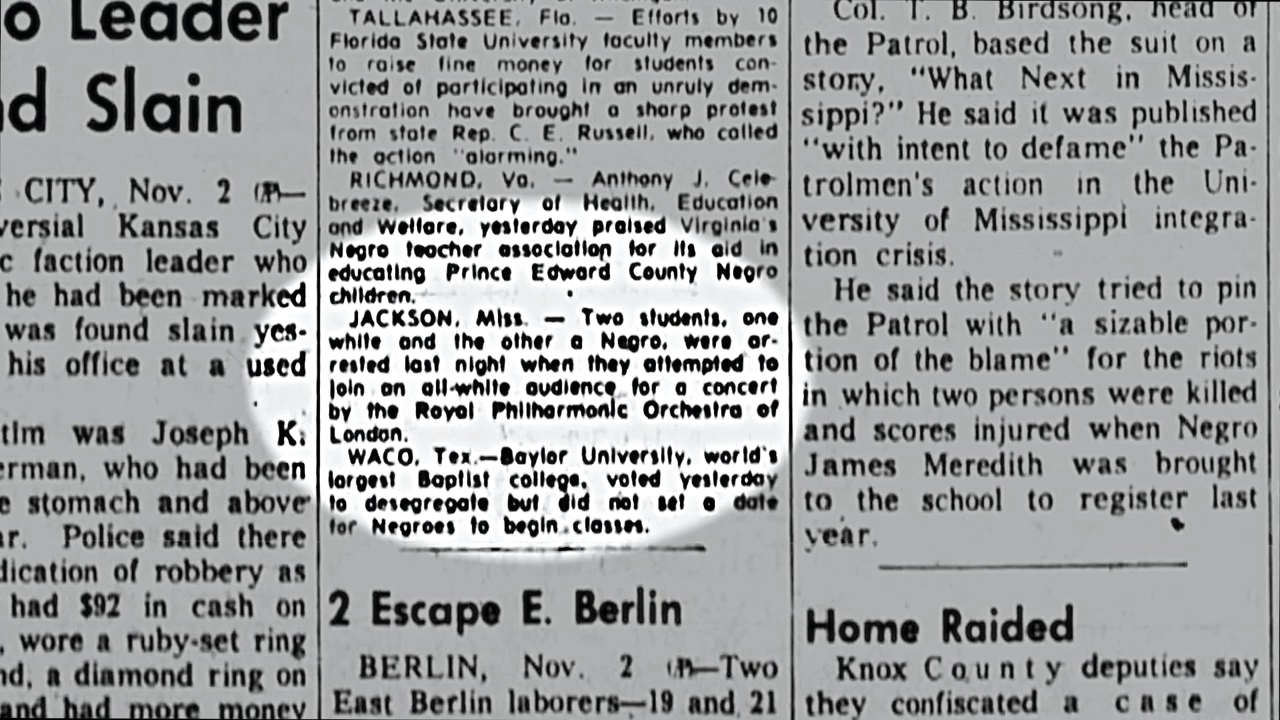 o Leader
d Slain
CITY, Nov. 2 (AP)—
versial Kansas City
c faction leader who
he had been marked
was found slain yes-
his office at a used
tim was Joseph K.
erman, who had been
e stomach and above
ar. Police said there
dication of robbery as
had $92 in cash on
, wore a ruby-set ring
nd, a diamond ring on
and had more money
TALLAHASSEE, Fla. — Efforts by 10
Florida State University faculty members
to raise fine money for students con-
victed of participating in an unruly dem-
onstration have brought a sharp protest
from state Rep. C. E. Russell, who called
the action "alarming."
RICHMOND, Va. — Anthony J. Cele-
breeze, Secretary of Health, Education
and Welfare, yesterday praised Virginia's
Negro teacher association for its aid in
educating Prince Edward County Negro
children.
JACKSON, Miss. — Two students, one
white and the other a Negro, were ar-
rested last night when they attempted to
join an all-white audience for a concert
by the Royal Philharmonic Orchestra of
London.
WACO, Tex.—Baylor University, world's
largest Baptist college, voted yesterday
to desegregate but did not set a date
for Negroes to begin classes.
2 Escape E. Berlin
BERLIN, Nov. 2 (AP)—Two
East Berlin laborers—19 and 21
Col. T. B. Birdsong, head of
the Patrol, based the suit on a
story, "What Next in Missis-
sippi?" He said it was published
"with intent to defame" the Pa-
trolmen's action in the Uni-
versity of Mississippi integra-
tion crisis.
He said the story tried to pin
the Patrol with "a sizable por-
tion of the blame" for the riots
in which two persons were killed
and scores injured when Negro
James Meredith was brought
to the school to register last
year.
Home Raided
Knox County deputies say
they confiscated a case of